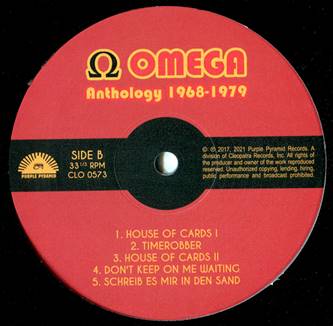 Ω OMEGA
Anthology 1968-1979
PURPLE PYRAMID
SIDE B
33 1/3 RPM
CLO 0573
© ℗ 2017, 2021 Purple Pyramid Records. A
division of Cleopatra Records, Inc. All rights of
the producer and owner of the work are
reserved. Unauthorized copying, lending, hiring,
public performance and broadcast prohibited.
1. HOUSE OF CARDS I
2. TIMEROBBER
3. HOUSE OF CARDS II
4. DON'T KEEP ON ME WAITING
5. SCHREIB ES MIR IN DEN SAND